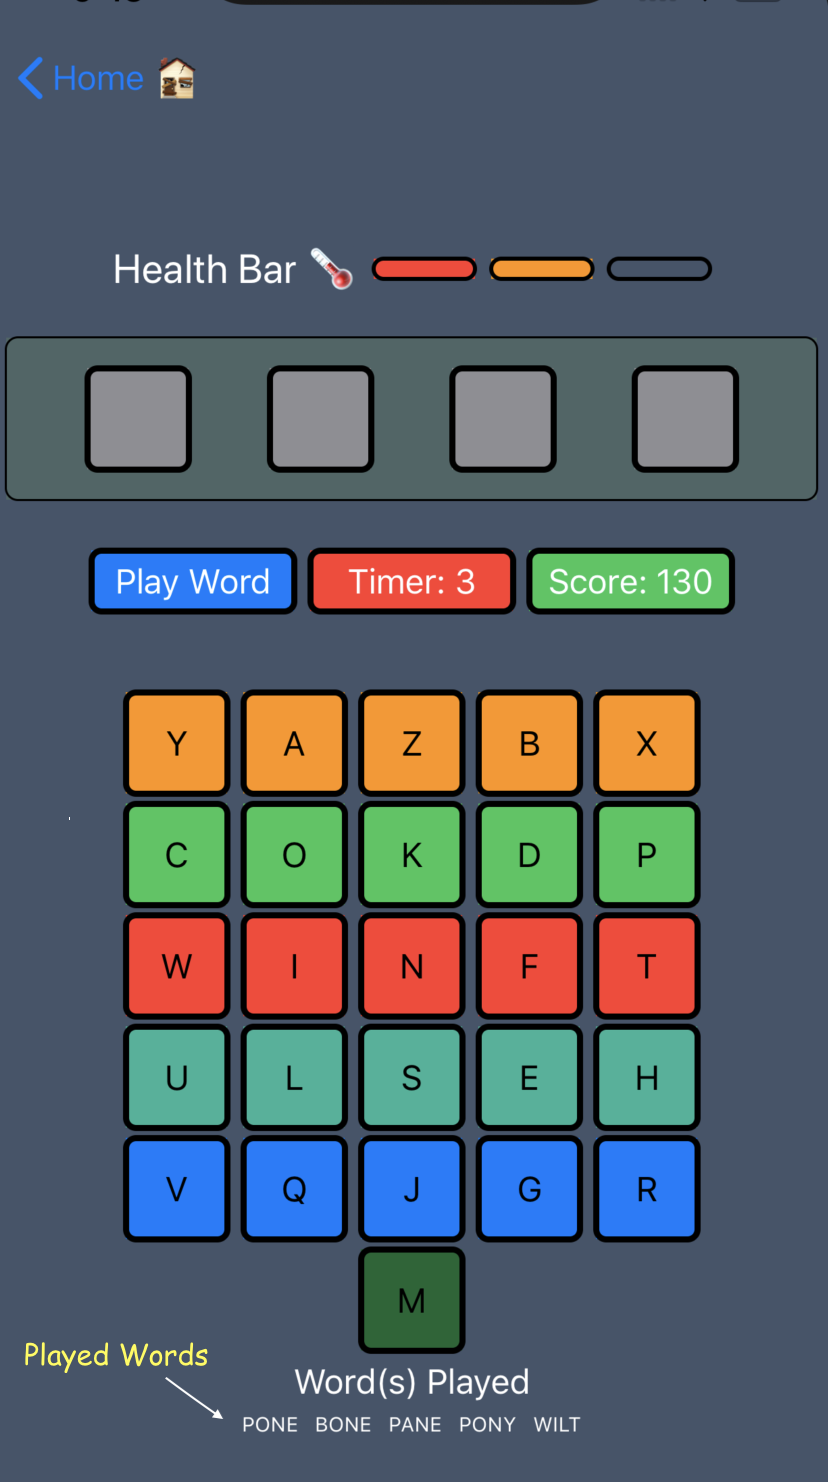 Home
Health Bar
Play Word Timer: 3 Score: 130
Y A Z B X
C O K D P
W I N F T
U L S E H
V Q J G R
M
Played Words
Word(s) Played
PONE BONE PANE PONY WILT